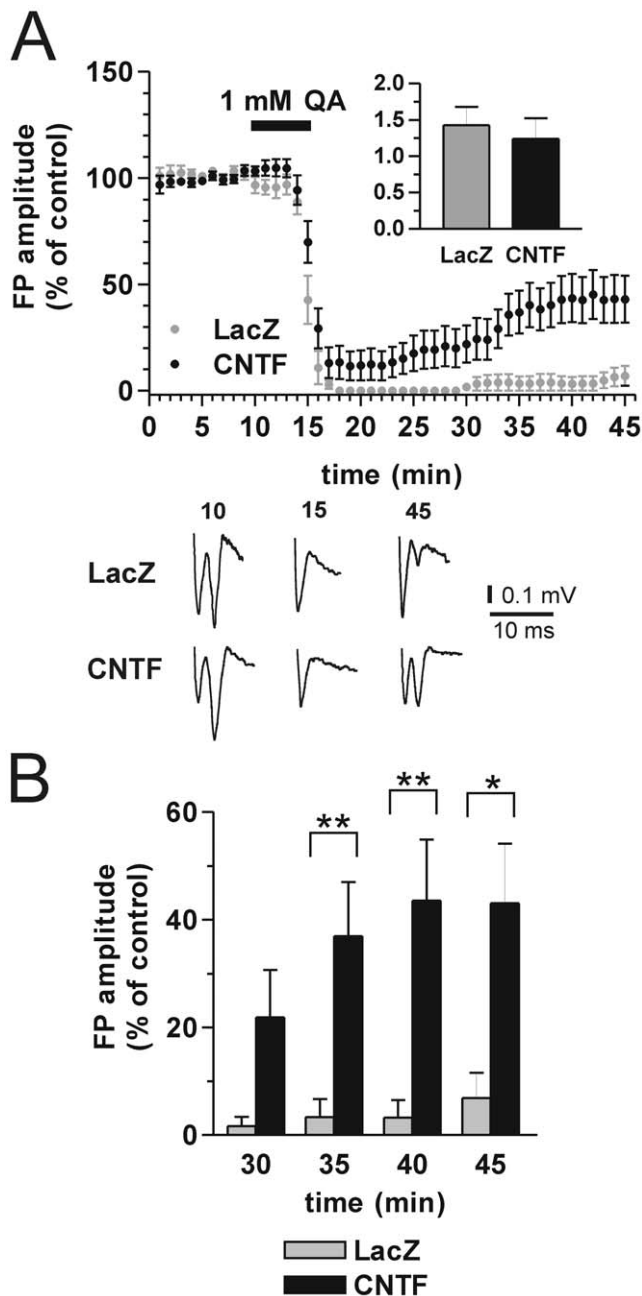 A
FP amplitude
(% of control)
150
100
50
0
1 mM QA
2.0
1.5
1.0
0.5
0.0
LacZ CNTF
LacZ
CNTF
0 5 10 15 20 25 30 35 40 45
time (min)
10 15 45
LacZ
CNTF
0.1 mV
10 ms
B
FP amplitude
(% of control)
60
40
20
0
** ** *
30 35 40 45
time (min)
LacZ
CNTF